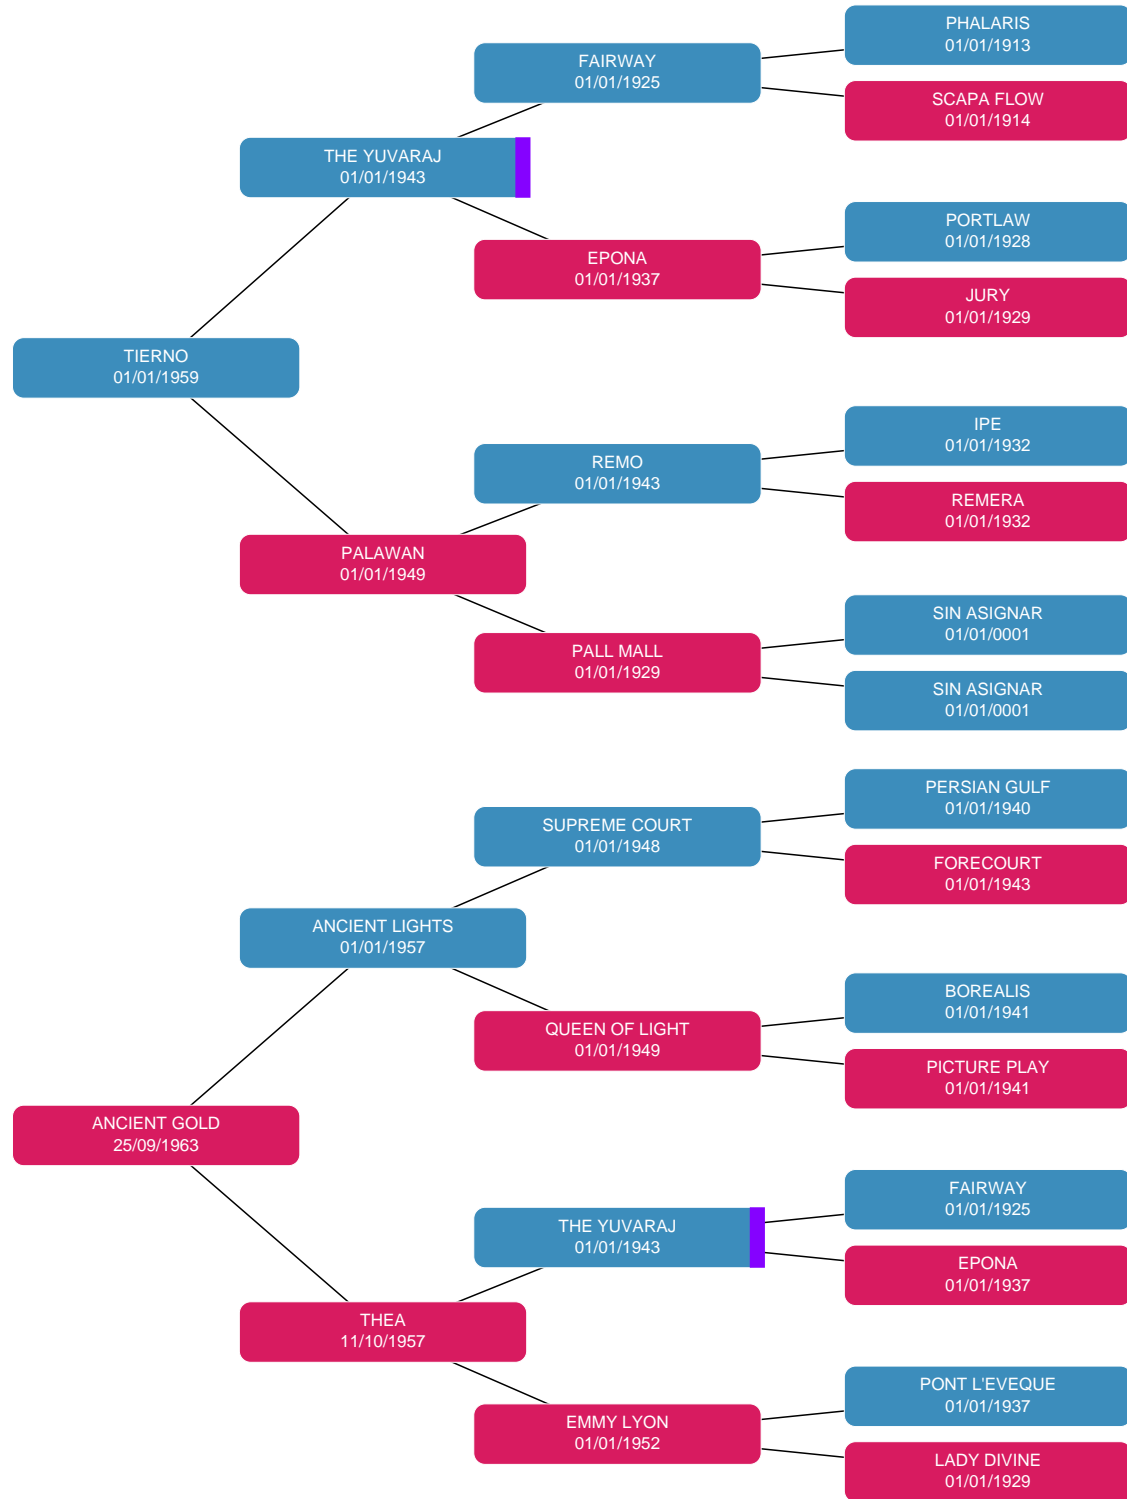 PHALARIS
01/01/1913
FAIRWAY
01/01/1925
SCAPA FLOW
01/01/1914
THE YUVARAJ
01/01/1943
PORTLAW
01/01/1928
EPONA
01/01/1937
JURY
01/01/1929
TIERNO
01/01/1959
IPE
01/01/1932
REMO
01/01/1943
REMERA
01/01/1932
PALAWAN
01/01/1949
SIN ASIGNAR
01/01/0001
PALL MALL
01/01/1929
SIN ASIGNAR
01/01/0001
PERSIAN GULF
01/01/1940
SUPREME COURT
01/01/1948
FORECOURT
01/01/1943
ANCIENT LIGHTS
01/01/1957
BOREALIS
01/01/1941
QUEEN OF LIGHT
01/01/1949
PICTURE PLAY
01/01/1941
ANCIENT GOLD
25/09/1963
FAIRWAY
01/01/1925
THE YUVARAJ
01/01/1943
EPONA
01/01/1937
THEA
11/10/1957
PONT L'EVEQUE
01/01/1937
EMMY LYON
01/01/1952
LADY DIVINE
01/01/1929